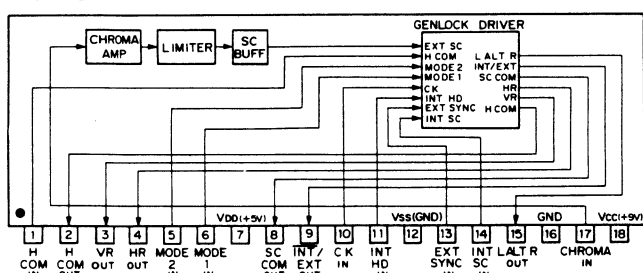 GENLOCK DRIVER
CHROMA
AMP
LIMITER
SC
BUFF
EXT SC
H COM
MODE 2
MODE 1
CK
INT HD
EXT SYNC
INT SC
L ALT R
INT/EXT
SC COM
HR
VR
H COM
VDD(+5V)
VSS(GND)
GND
VCC(+9V)
1 2 3 4 5 6 7 8 9 10 11 12 13 14 15 16 17 18
H COM IN
H COM OUT
VR OUT
HR OUT
MODE 2 IN
MODE 1 IN
SC COM OUT
INT/EXT OUT
CK IN
INT HD IN
EXT SYNC IN
INT SC IN
LALT R OUT
CHROMA IN